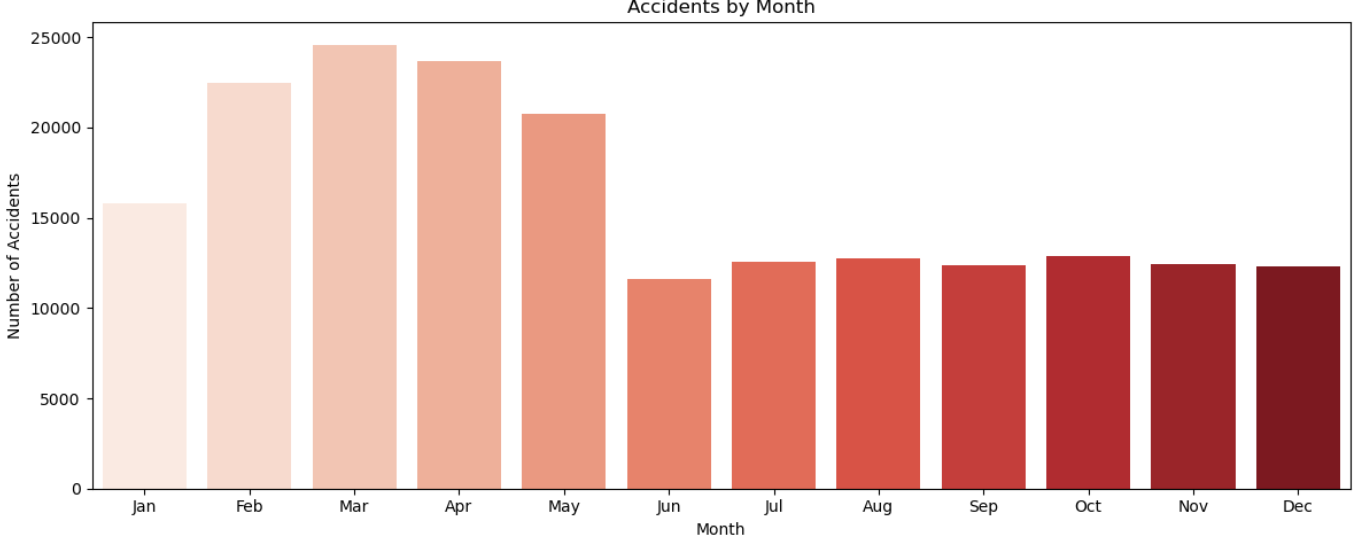 Accidents by Month
Number of Accidents
25000
20000
15000
10000
5000
0
Jan Feb Mar Apr May Jun Jul Aug Sep Oct Nov Dec
Month